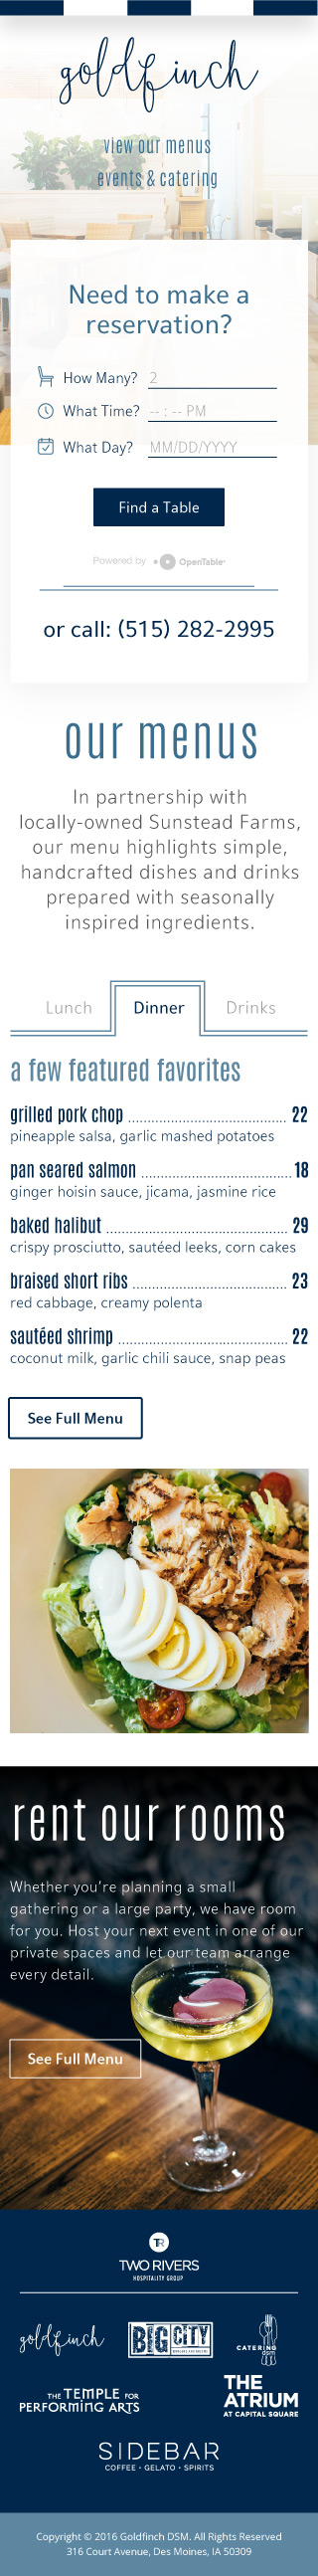 goldfinch
view our menus
events & catering
Need to make a
reservation?
How Many? 2
What Time? -- : -- PM
What Day? MM/DD/YYYY
Find a Table
Powered by OpenTable
or call: (515) 282-2995
our menus
In partnership with
locally-owned Sunstead Farms,
our menu highlights simple,
handcrafted dishes and drinks
prepared with seasonally
inspired ingredients.
Lunch Dinner Drinks
a few featured favorites
grilled pork chop 22
pineapple salsa, garlic mashed potatoes
pan seared salmon 18
ginger hoisin sauce, jicama, jasmine rice
baked halibut 29
crispy prosciutto, sautéed leeks, corn cakes
braised short ribs 23
red cabbage, creamy polenta
sautéed shrimp 22
coconut milk, garlic chili sauce, snap peas
See Full Menu
rent our rooms
Whether you're planning a small
gathering or a large party, we have room
for you. Host your next event in one of our
private spaces and let our team arrange
every detail.
See Full Menu
TR
TWO RIVERS
HOSPITALITY GROUP
goldfinch
BIG CITY
CATERING
dsm
THE TEMPLE FOR
PERFORMING ARTS
THE
ATRIUM
AT CAPITAL SQUARE
SIDEBAR
COFFEE • GELATO • SPIRITS
Copyright © 2016 Goldfinch DSM. All Rights Reserved
316 Court Avenue, Des Moines, IA 50309